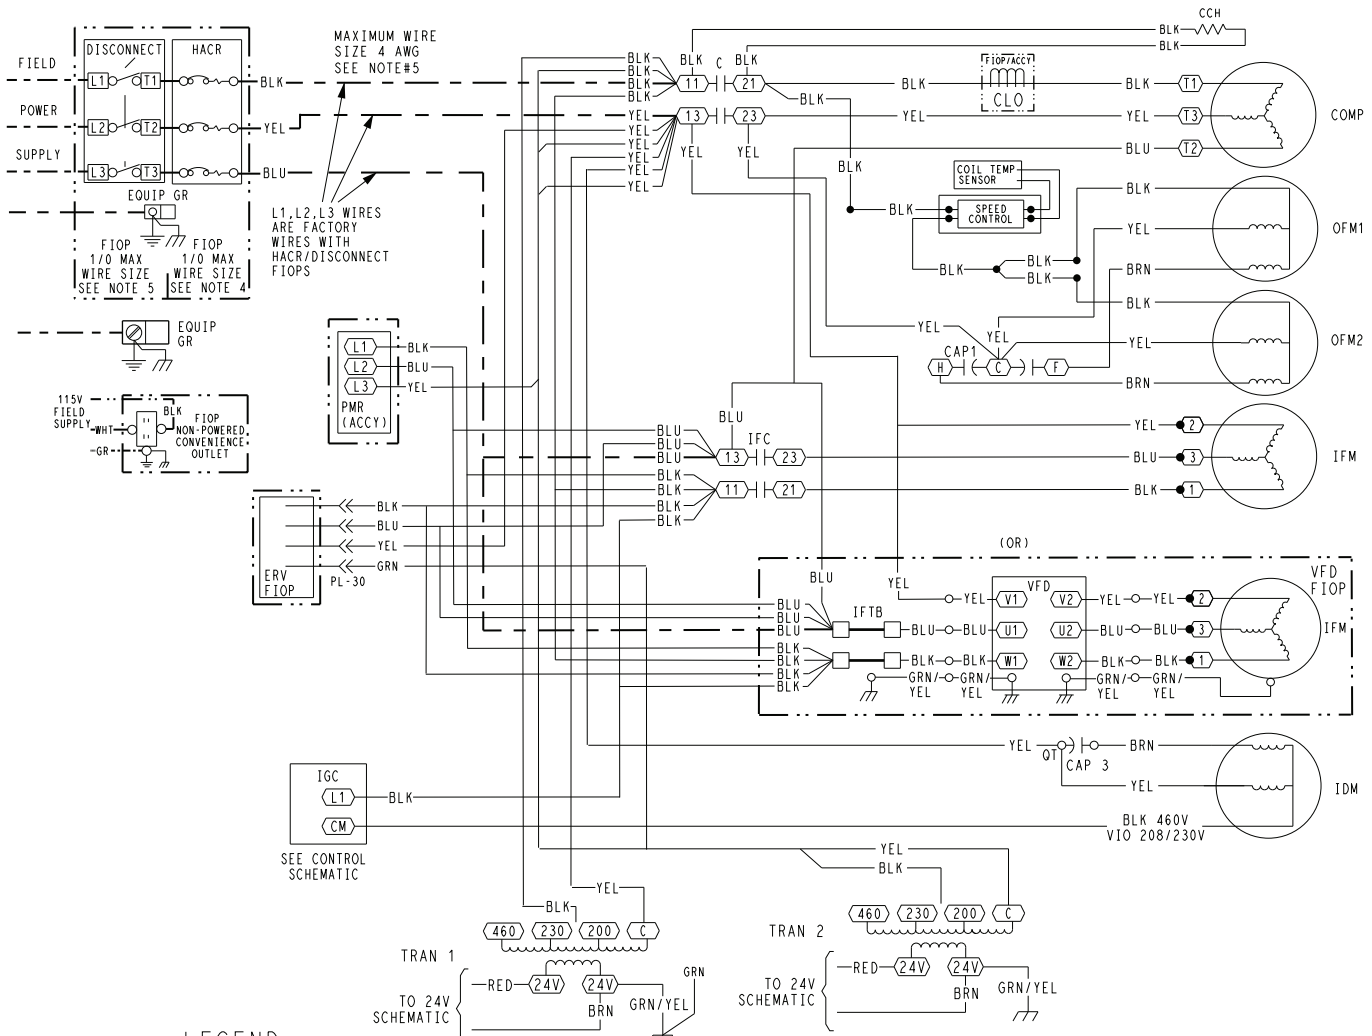 FIELD
POWER
SUPPLY
DISCONNECT
HACR
L1
T1
BLK
L2
T2
YEL
L3
T3
BLU
EQUIP GR
FIOP
1/0 MAX
WIRE SIZE
SEE NOTE 5
FIOP
1/0 MAX
WIRE SIZE
SEE NOTE 4
MAXIMUM WIRE
SIZE 4 AWG
SEE NOTE#5
L1,L2,L3 WIRES
ARE FACTORY
WIRES WITH
HACR/DISCONNECT
FIOPS
EQUIP
GR
115V
FIELD
SUPPLY
BLK
WHT
GR
FIOP
NON-POWERED
CONVENIENCE
OUTLET
L1
BLK
L2
BLU
L3
YEL
PMR
(ACCY)
ERV
FIOP
BLK
BLU
YEL
GRN
PL-30
IGC
L1
BLK
CM
SEE CONTROL
SCHEMATIC
CCH
BLK
BLK
BLK
BLK
BLK
BLK
BLK
C
BLK
11
21
BLK
BLK
FIOP/ACCY
CLO
BLK
T1
COMP
YEL
YEL
YEL
YEL
YEL
YEL
YEL
13
23
YEL
YEL
YEL
T3
BLU
T2
BLK
COIL TEMP
SENSOR
BLK
SPEED
CONTROL
BLK
BLK
BLK
BLK
YEL
BRN
OFM1
BLK
YEL
BRN
OFM2
YEL
YEL
CAP1
H
C
F
BLU
BLU
BLU
BLU
13
IFC
23
BLK
BLK
BLK
BLK
11
21
YEL
2
BLU
3
BLK
1
IFM
(OR)
VFD
FIOP
BLU
YEL
BLU
BLU
BLU
IFTB
BLK
BLK
BLK
BLK
YEL
V1
VFD
V2
YEL
YEL
2
BLU
BLU
U1
U2
BLU
BLU
3
IFM
BLK
BLK
W1
W2
BLK
BLK
1
GRN/
YEL
GRN/
YEL
GRN/
YEL
GRN/
YEL
YEL
QT
CAP 3
BRN
YEL
IDM
BLK 460V
VIO 208/230V
YEL
BLK
YEL
BLK
460
230
200
C
TRAN 1
RED
24V
24V
BRN
GRN/YEL
GRN
TO 24V
SCHEMATIC
460
230
200
C
TRAN 2
RED
24V
24V
BRN
GRN/YEL
TO 24V
SCHEMATIC
LEGEND